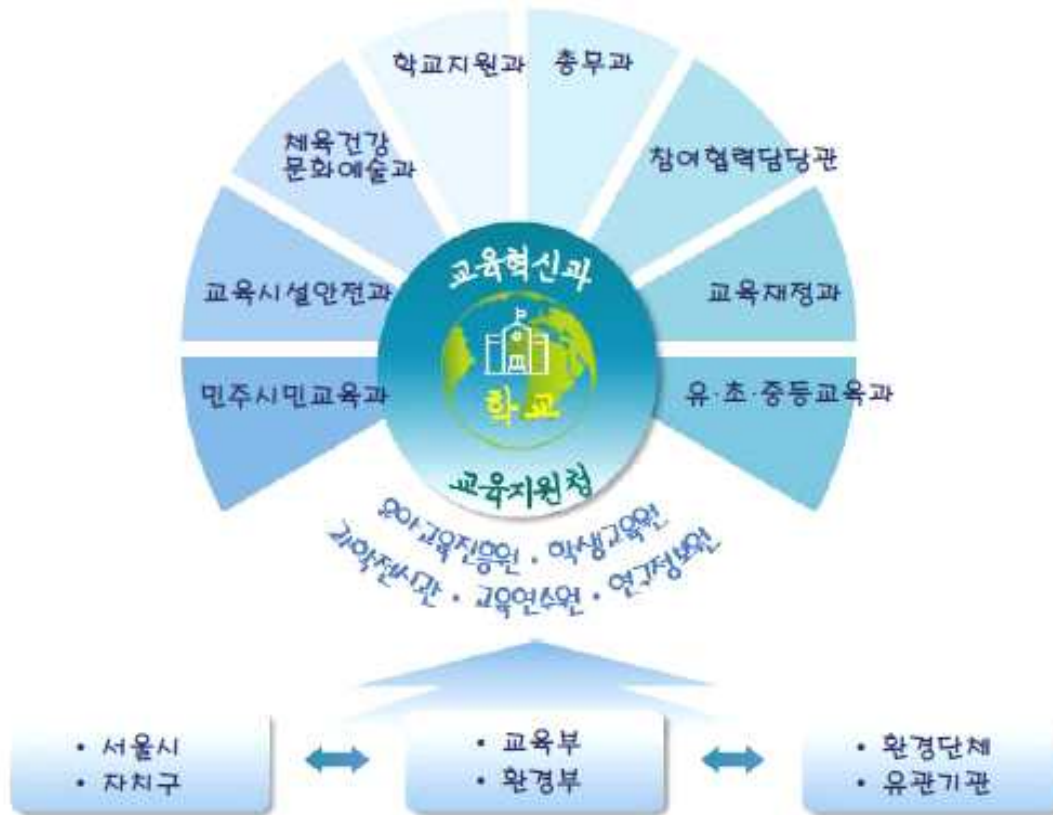 학교지원과
총무과
체육건강
문화예술과
참여협력담당관
교육시설안전과
교육재정과
민주시민교육과
유·초·중등교육과
교육혁신과
학교
교육지원청
유아교육진흥원 · 학생교육원
과학전시관 · 교육연수원 · 연구정보원
• 서울시
• 자치구
• 교육부
• 환경부
• 환경단체
• 유관기관